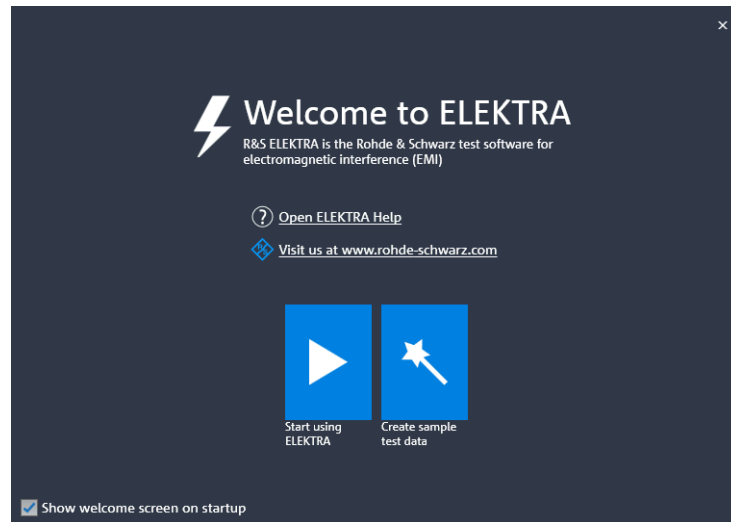 Welcome to ELEKTRA
R&S ELEKTRA is the Rohde & Schwarz test software for
electromagnetic interference (EMI)
Open ELEKTRA Help
Visit us at www.rohde-schwarz.com
Start using
ELEKTRA
Create sample
test data
Show welcome screen on startup